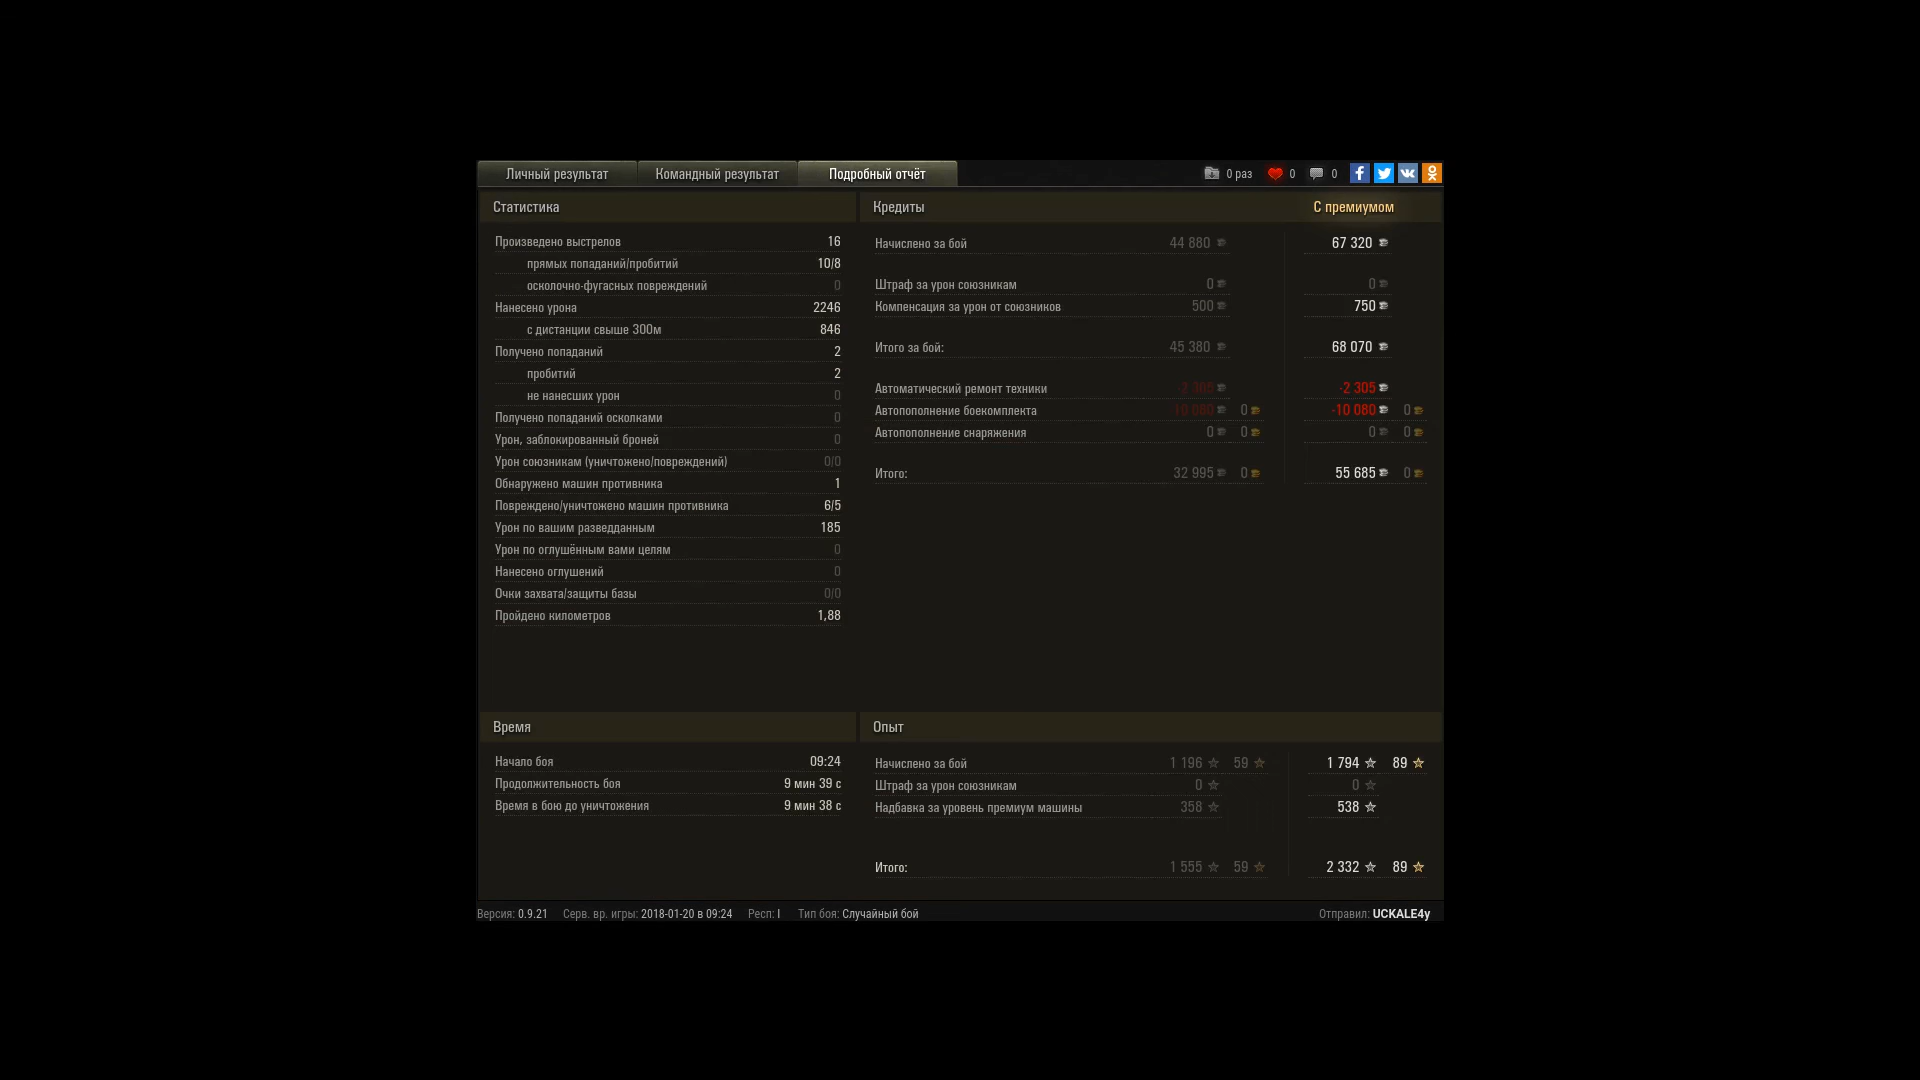 Личный результат Командный результат Подробный отчёт 0 раз 0 0
Статистика
Произведено выстрелов 16
прямых попаданий/пробитий 10/8
осколочно-фугасных повреждений 0
Нанесено урона 2246
с дистанции свыше 300м 846
Получено попаданий 2
пробитий 2
не нанесших урон 0
Получено попаданий осколками 0
Урон, заблокированный броней 0
Урон союзникам (уничтожено/повреждений) 0/0
Обнаружено машин противника 1
Повреждено/уничтожено машин противника 6/5
Урон по вашим разведданным 185
Урон по оглушённым вами целям 0
Нанесено оглушений 0
Очки захвата/защиты базы 0/0
Пройдено километров 1,88
Кредиты С премиумом
Начислено за бой 44 880 67 320
Штраф за урон союзникам 0 0
Компенсация за урон от союзников 500 750
Итого за бой: 45 380 68 070
Автоматический ремонт техники -2 305 -2 305
Автопополнение боекомплекта -10 080 0 -10 080 0
Автопополнение снаряжения 0 0 0 0
Итого: 32 995 0 55 685 0
Время
Начало боя 09:24
Продолжительность боя 9 мин 39 с
Время в бою до уничтожения 9 мин 38 с
Опыт
Начислено за бой 1 196 59 1 794 89
Штраф за урон союзникам 0 0
Надбавка за уровень премиум машины 358 538
Итого: 1 555 59 2 332 89
Версия: 0.9.21 Серв. вр. игры: 2018-01-20 в 09:24 Респ: I Тип боя: Случайный бой Отправил: UCKALE4y